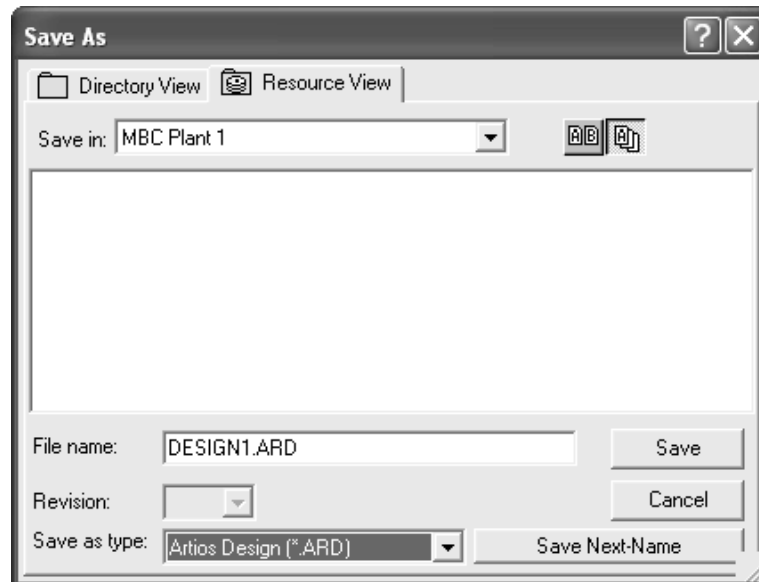 Save As
Directory View Resource View
Save in: MBC Plant 1
File name: DESIGN1.ARD Save
Revision: Cancel
Save as type: Artios Design (*.ARD) Save Next-Name